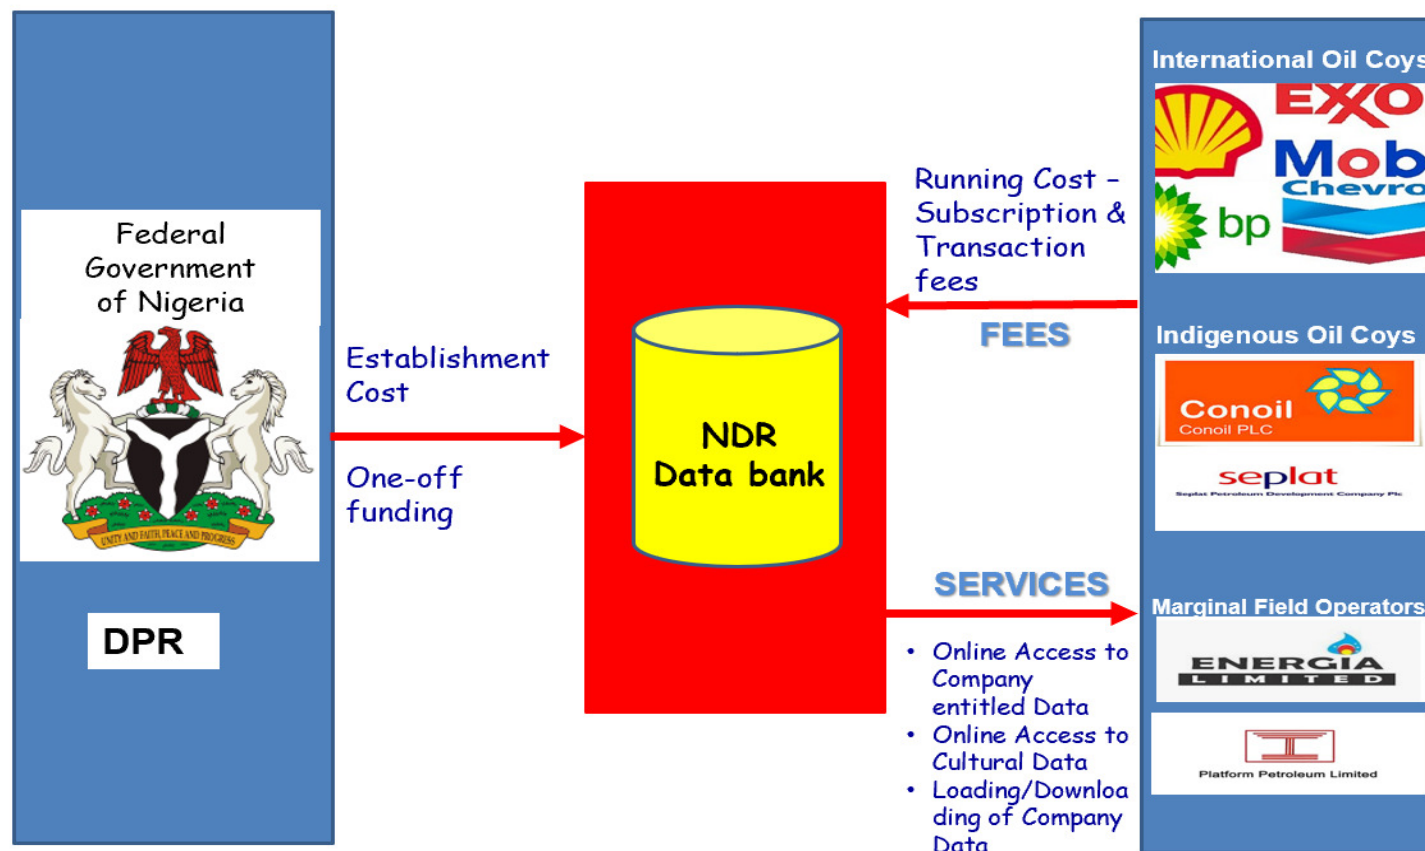 Federal
Government
of Nigeria
UNITY AND FAITH, PEACE AND PROGRESS
DPR
Establishment
Cost
One-off
funding
NDR
Data bank
Running Cost –
Subscription &
Transaction
fees
FEES
SERVICES
• Online Access to
Company
entitled Data
• Online Access to
Cultural Data
• Loading/Downloa
ding of Company
Data
International Oil Coys
EXXO
Mob
bp
Chevro
Indigenous Oil Coys
Conoil
Conoil PLC
seplat
Seplat Petroleum Development Company Plc
Marginal Field Operators
ENERGIA
LIMITED
Platform Petroleum Limited